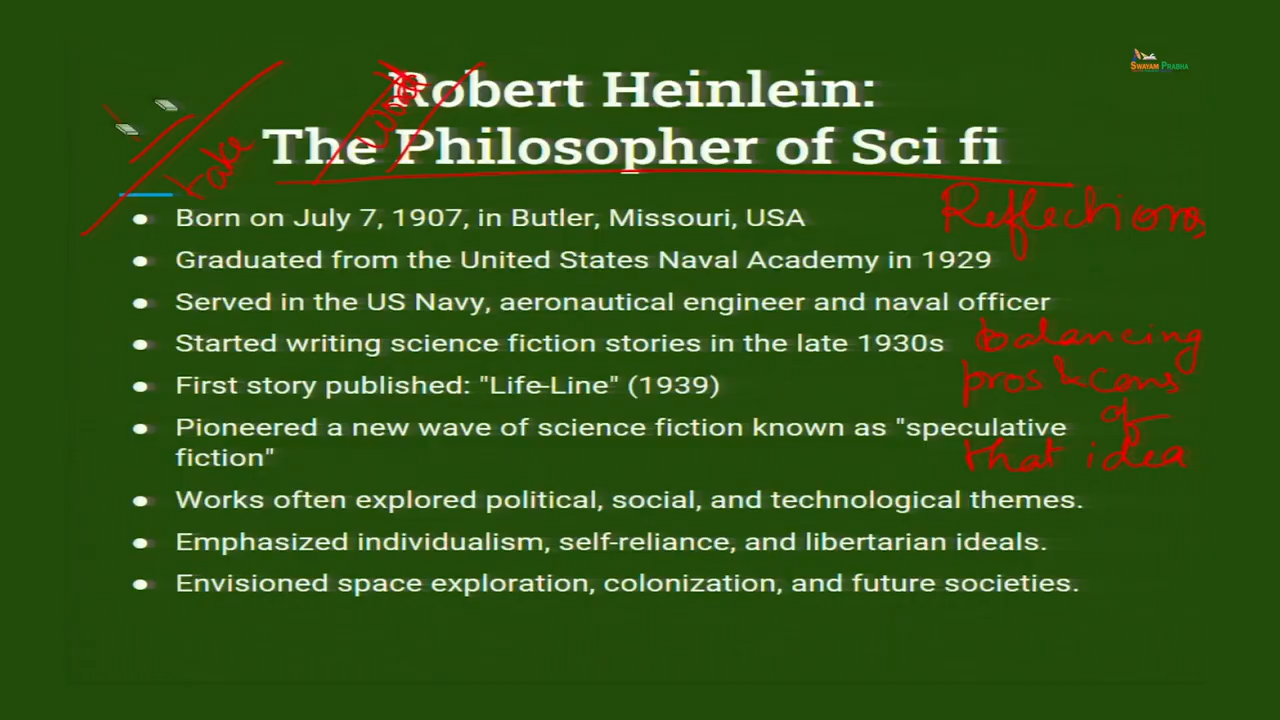 SWAYAM PRABHA
Robert Heinlein:
The Philosopher of Sci fi
take
Reflections
● Born on July 7, 1907, in Butler, Missouri, USA
● Graduated from the United States Naval Academy in 1929
● Served in the US Navy, aeronautical engineer and naval officer
● Started writing science fiction stories in the late 1930s
balancing
pros & cons
of
that idea
● First story published: "Life-Line" (1939)
● Pioneered a new wave of science fiction known as "speculative
fiction"
● Works often explored political, social, and technological themes.
● Emphasized individualism, self-reliance, and libertarian ideals.
● Envisioned space exploration, colonization, and future societies.